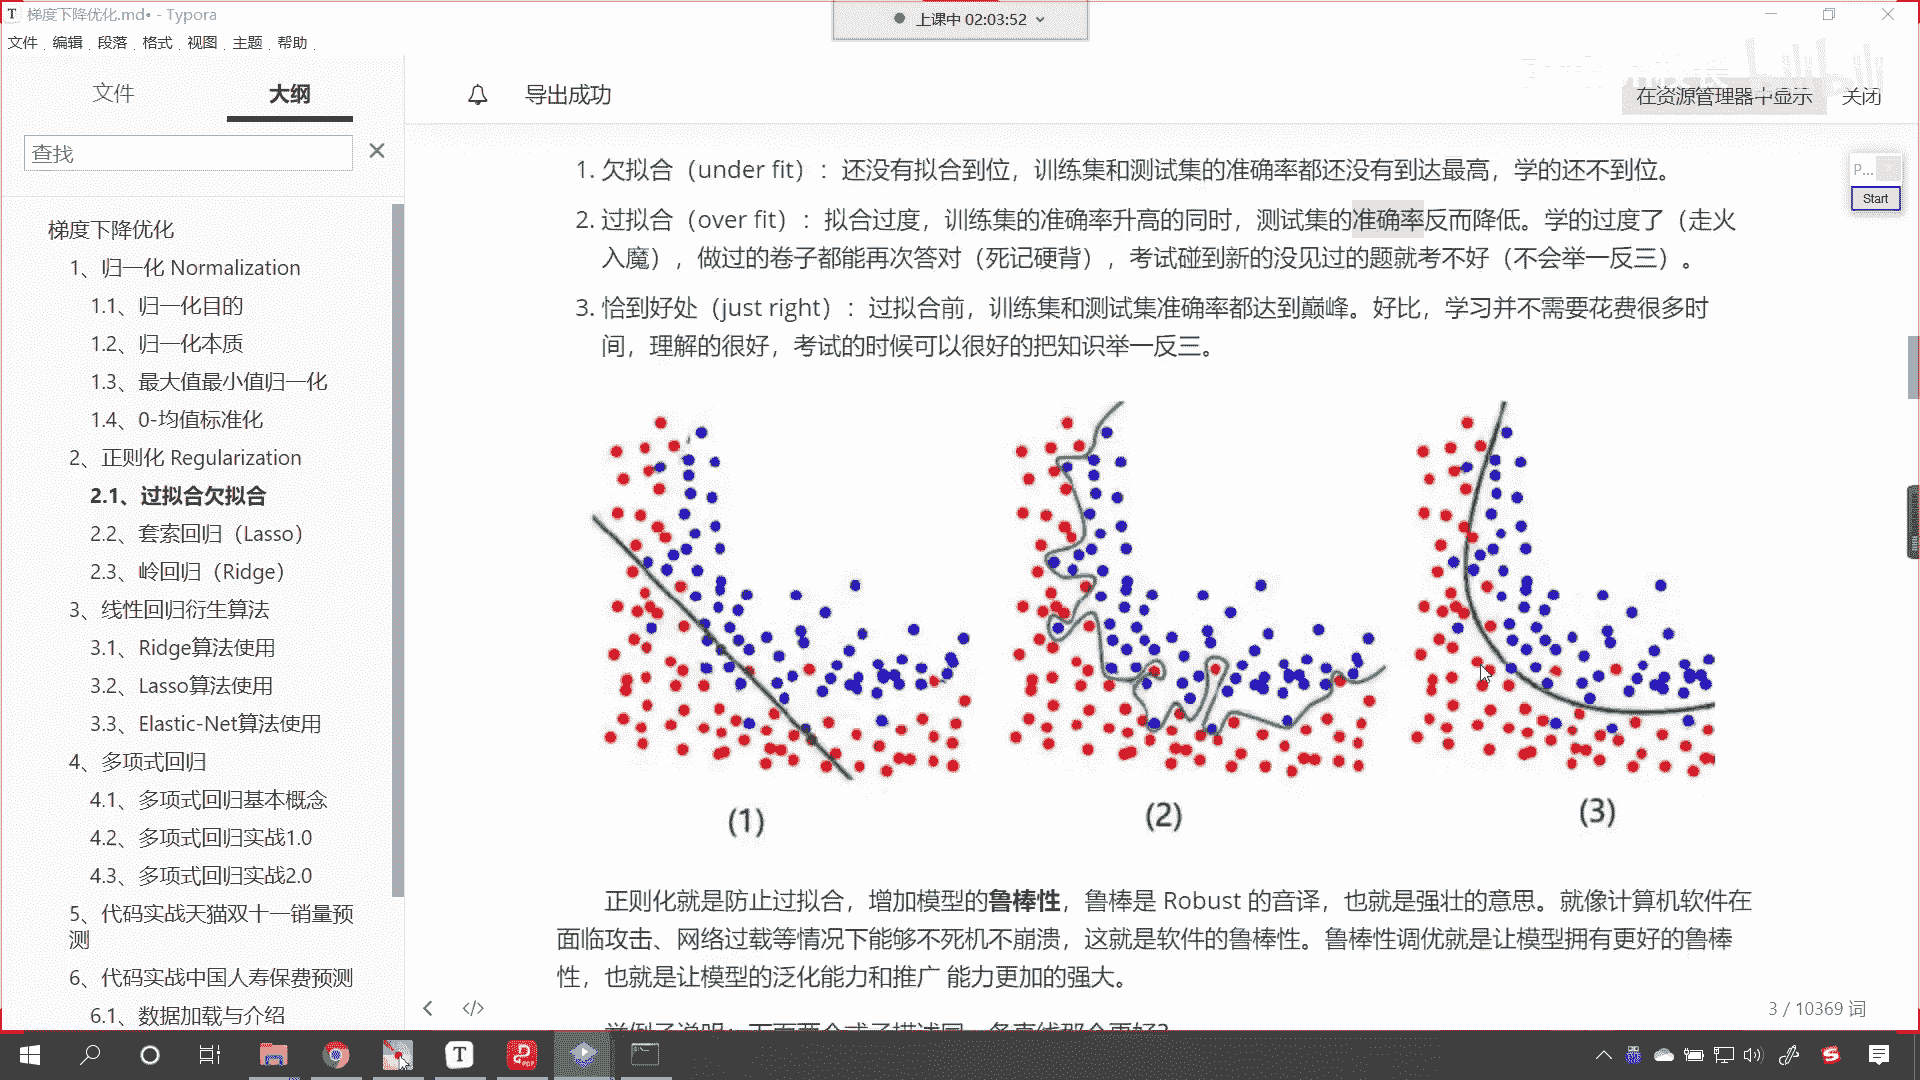 梯度下降优化.md• - Typora
上课中 02:03:52
文件 编辑 段落 格式 视图 主题 帮助
文件
大纲
导出成功
在资源管理器中显示
关闭
查找
P...
Start
梯度下降优化
1、归一化 Normalization
1.1、归一化目的
1.2、归一化本质
1.3、最大值最小值归一化
1.4、0-均值标准化
2、正则化 Regularization
2.1、过拟合欠拟合
2.2、套索回归（Lasso）
2.3、岭回归（Ridge）
3、线性回归衍生算法
3.1、Ridge算法使用
3.2、Lasso算法使用
3.3、Elastic-Net算法使用
4、多项式回归
4.1、多项式回归基本概念
4.2、多项式回归实战1.0
4.3、多项式回归实战2.0
5、代码实战天猫双十一销量预
测
6、代码实战中国人寿保费预测
6.1、数据加载与介绍
1. 欠拟合（under fit）：还没有拟合到位，训练集和测试集的准确率都还没有到达最高，学的还不到位。
2. 过拟合（over fit）：拟合过度，训练集的准确率升高的同时，测试集的准确率反而降低。学的过度了（走火
入魔），做过的卷子都能再次答对（死记硬背），考试碰到新的没见过的题就考不好（不会举一反三）。
3. 恰到好处（just right）：过拟合前，训练集和测试集准确率都达到巅峰。好比，学习并不需要花费很多时
间，理解的很好，考试的时候可以很好的把知识举一反三。
(1)
(2)
(3)
正则化就是防止过拟合，增加模型的鲁棒性，鲁棒是 Robust 的音译，也就是强壮的意思。就像计算机软件在
面临攻击、网络过载等情况下能够不死机不崩溃，这就是软件的鲁棒性。鲁棒性调优就是让模型拥有更好的鲁棒
性，也就是让模型的泛化能力和推广 能力更加的强大。
3 / 10369 词